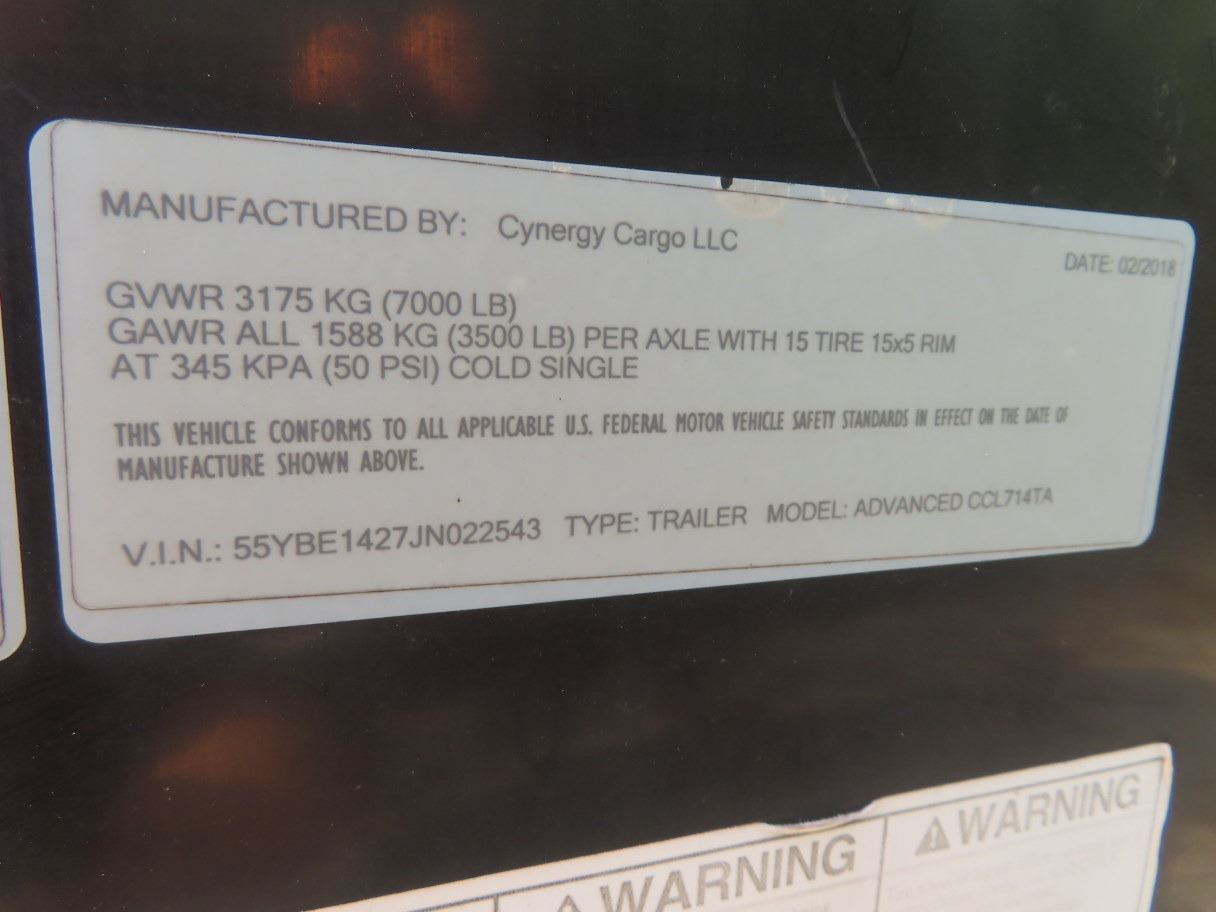 MANUFACTURED BY: Cynergy Cargo LLC
DATE: 02/2018
GVWR 3175 KG (7000 LB)
GAWR ALL 1588 KG (3500 LB) PER AXLE WITH 15 TIRE 15x5 RIM
AT 345 KPA (50 PSI) COLD SINGLE
THIS VEHICLE CONFORMS TO ALL APPLICABLE U.S. FEDERAL MOTOR VEHICLE SAFETY STANDARDS IN EFFECT ON THE DATE OF
MANUFACTURE SHOWN ABOVE.
V.I.N.: 55YBE1427JN022543 TYPE: TRAILER MODEL: ADVANCED CCL714TA
WARNING
WARNING